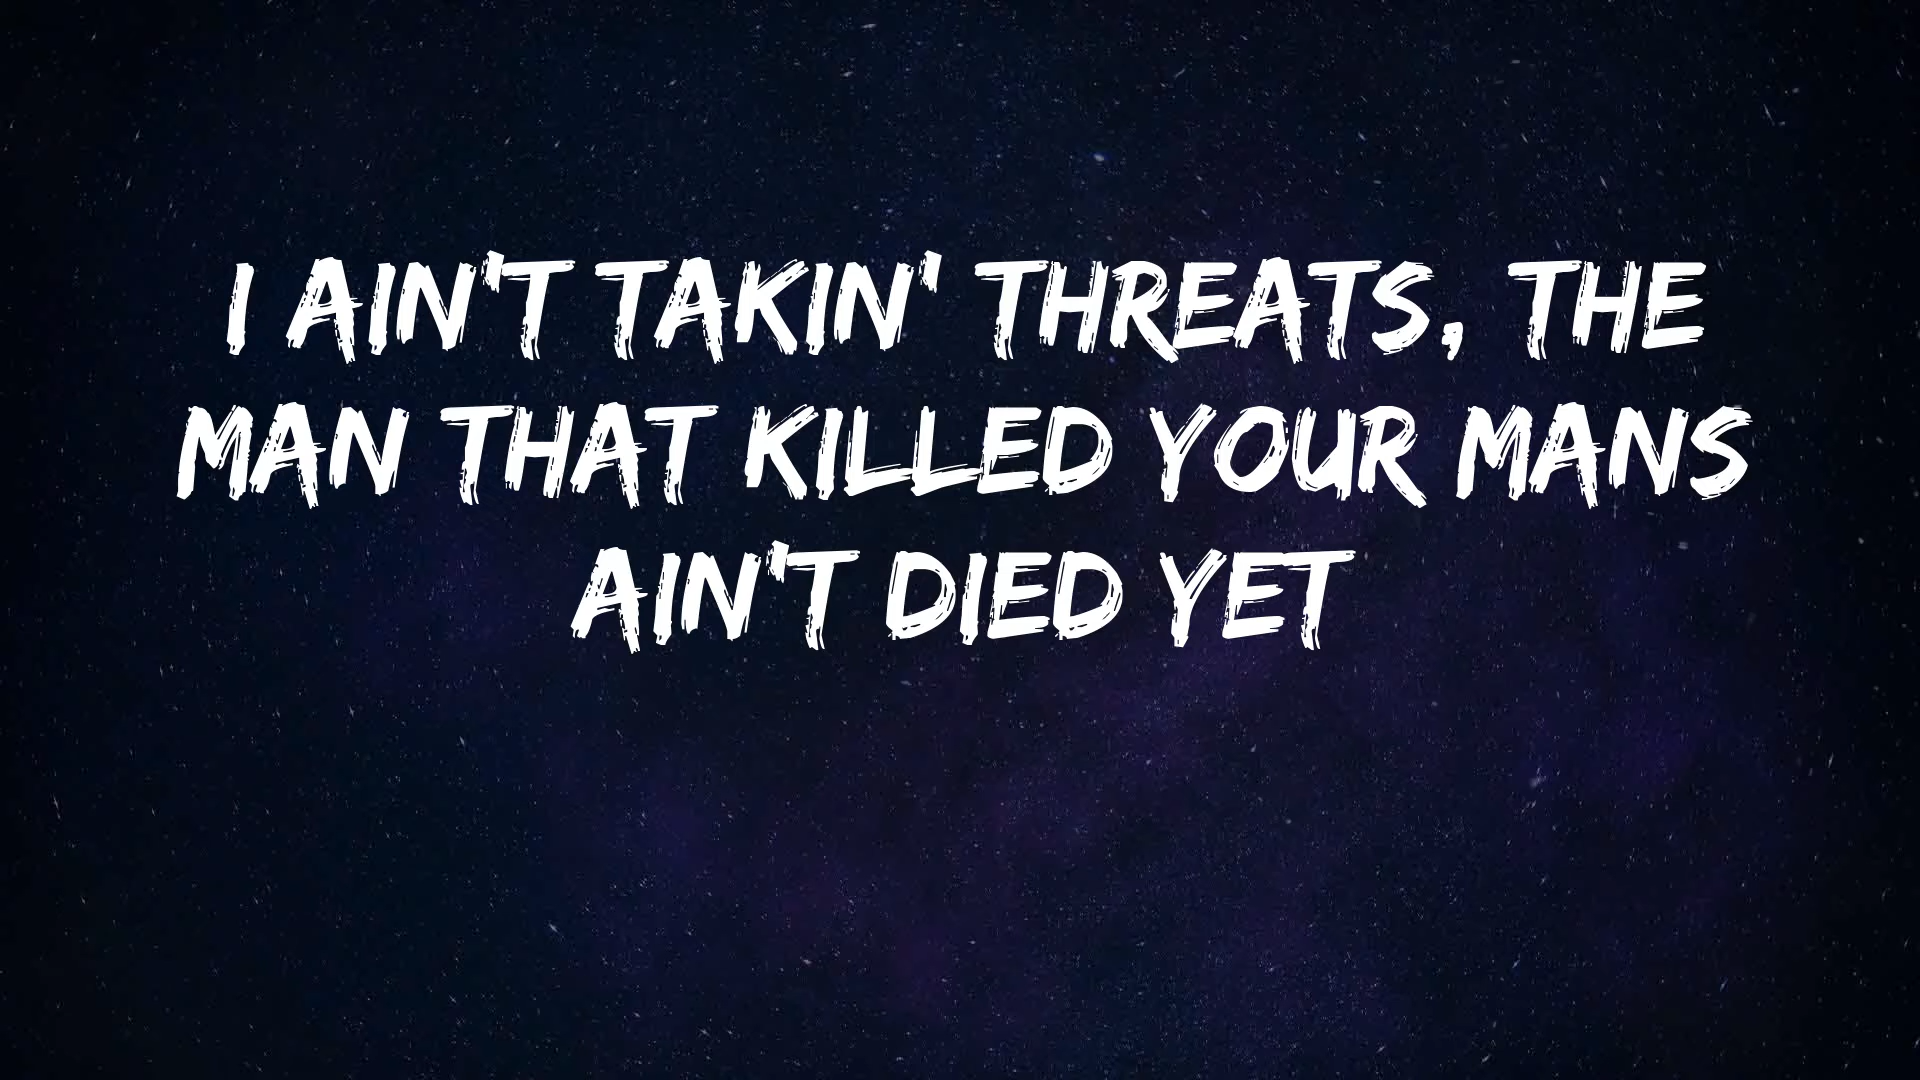 I AIN'T TAKIN' THREATS, THE
MAN THAT KILLED YOUR MANS
AIN'T DIED YET